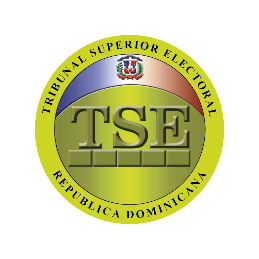 TRIBUNAL SUPERIOR ELECTORAL
TSE
REPUBLICA DOMINICANA